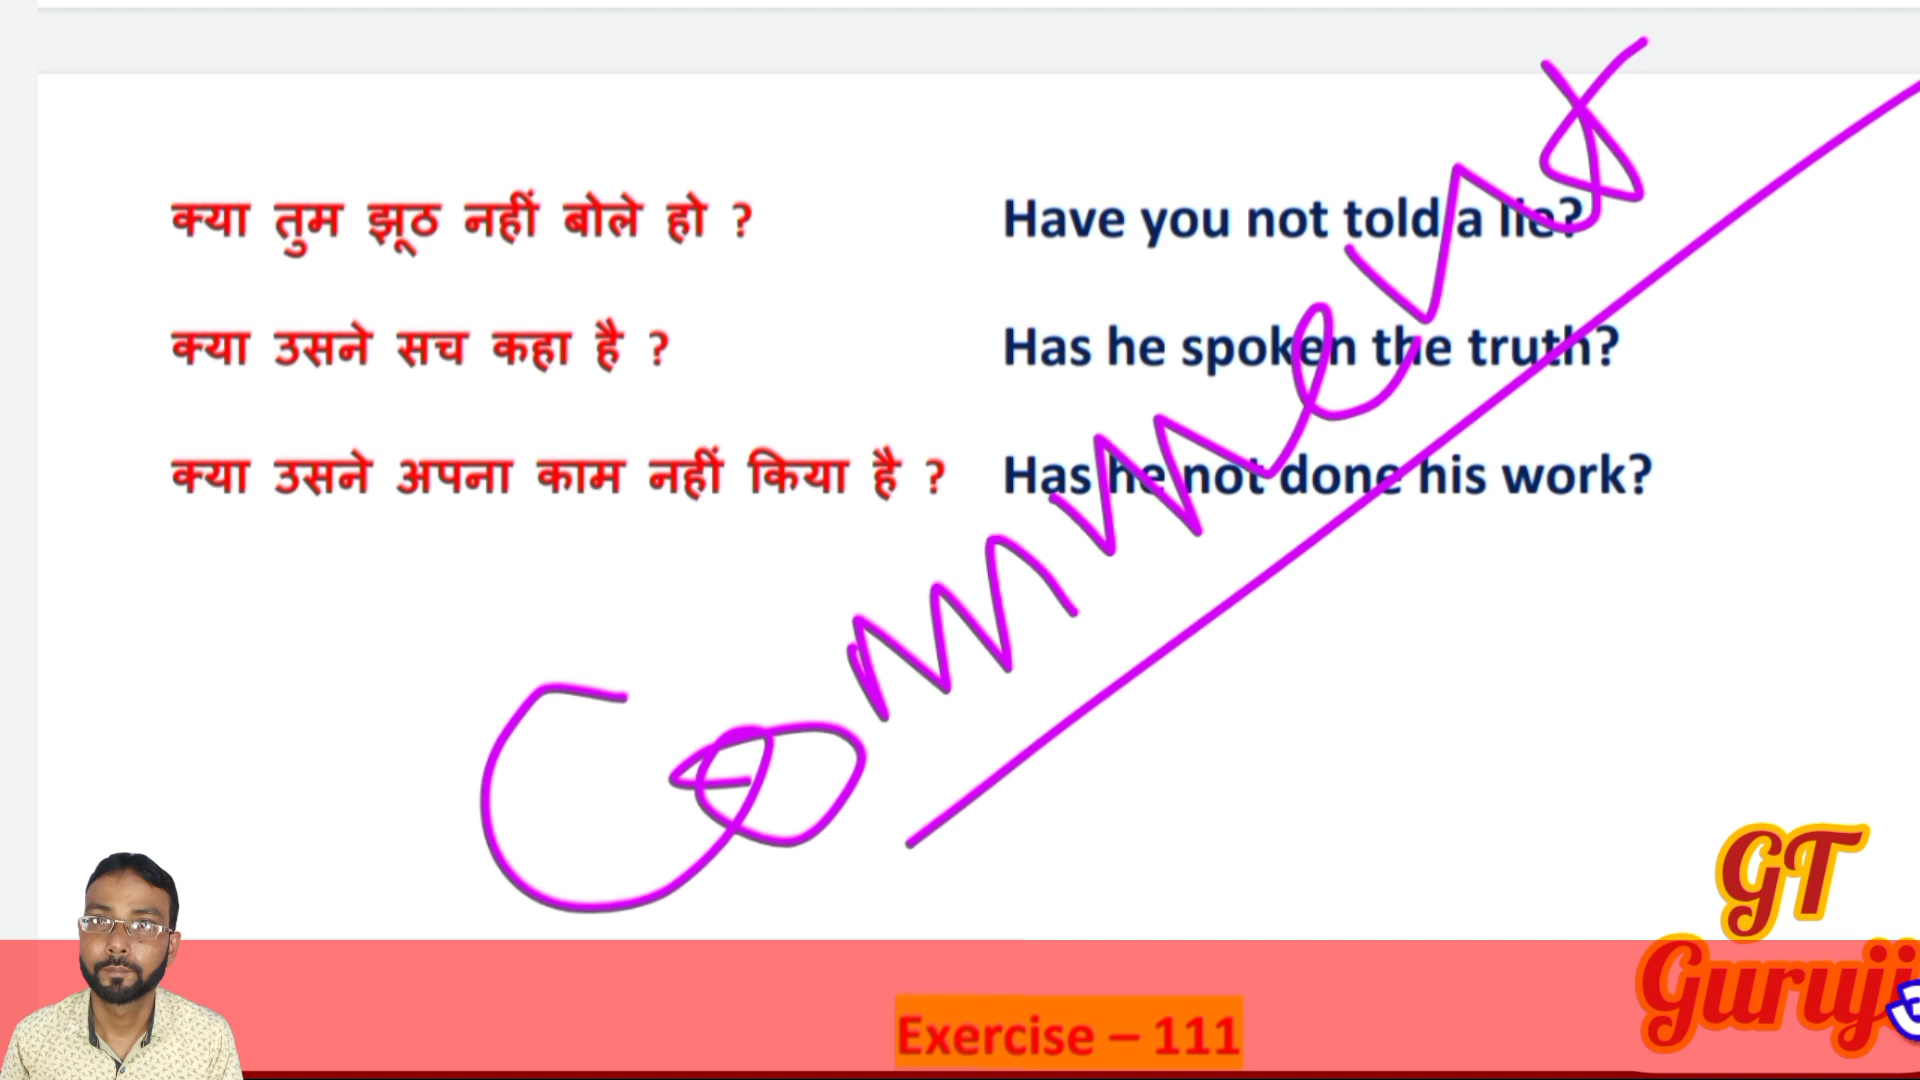 क्या तुम झूठ नहीं बोले हो ? Have you not told a lie?
क्या उसने सच कहा है ? Has he spoken the truth?
क्या उसने अपना काम नहीं किया है ? Has he not done his work?
Comment
GT
Guruji
Exercise – 111